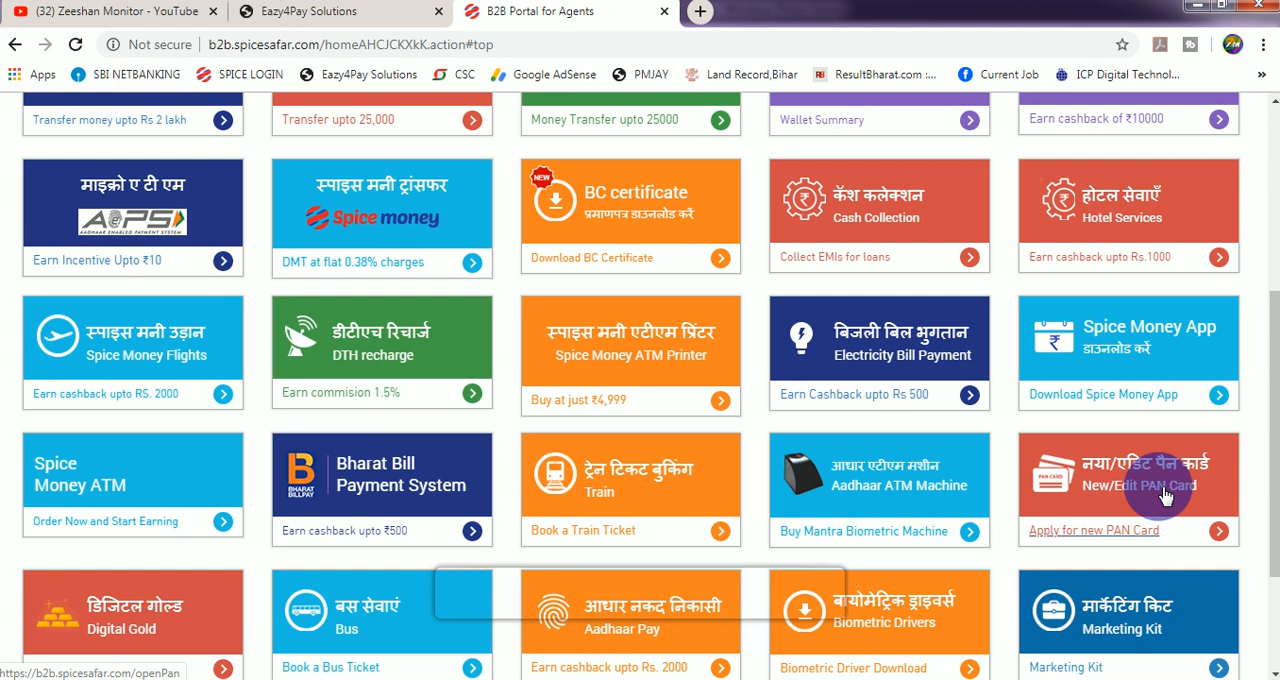 (32) Zeeshan Monitor - YouTube
Eazy4Pay Solutions
B2B Portal for Agents
Not secure
b2b.spicesafar.com/homeAHCJCKXkK.action#top
Apps
SBI NETBANKING
SPICE LOGIN
Eazy4Pay Solutions
CSC
Google AdSense
PMJAY
Land Record,Bihar
ResultBharat.com :...
Current Job
ICP Digital Technol...
Transfer money upto Rs 2 lakh
Transfer upto 25,000
Money Transfer upto 25000
Wallet Summary
Earn cashback of ₹10000
माइक्रो ए टी एम
AePS
AADHAAR ENABLED PAYMENT SYSTEM
Earn Incentive Upto ₹10
स्पाइस मनी ट्रांसफर
Spice money
DMT at flat 0.38% charges
NEW
BC certificate
प्रमाणपत्र डाउनलोड करें
Download BC Certificate
कॅश कलेक्शन
Cash Collection
Collect EMIs for loans
होटल सेवाएँ
Hotel Services
Earn cashback upto Rs.1000
स्पाइस मनी उड़ान
Spice Money Flights
Earn cashback upto RS. 2000
डीटीएच रिचार्ज
DTH recharge
Earn commision 1.5%
स्पाइस मनी एटीएम प्रिंटर
Spice Money ATM Printer
Buy at just ₹4,999
बिजली बिल भुगतान
Electricity Bill Payment
Earn Cashback upto Rs 500
Spice Money App
डाउनलोड करें
Download Spice Money App
Spice
Money ATM
Order Now and Start Earning
BHARAT
BILLPAY
Bharat Bill
Payment System
Earn cashback upto ₹500
ट्रेन टिकट बुकिंग
Train
Book a Train Ticket
आधार एटीएम मशीन
Aadhaar ATM Machine
Buy Mantra Biometric Machine
PAN CARD
नया/एडिट पैन कार्ड
New/Edit PAN Card
Apply for new PAN Card
डिजिटल गोल्ड
Digital Gold
बस सेवाएं
Bus
Book a Bus Ticket
आधार नकद निकासी
Aadhaar Pay
Earn cashback upto Rs. 2000
बायोमेट्रिक ड्राइवर्स
Biometric Drivers
Biometric Driver Download
मार्केटिंग किट
Marketing Kit
Marketing Kit
https://b2b.spicesafar.com/openPan